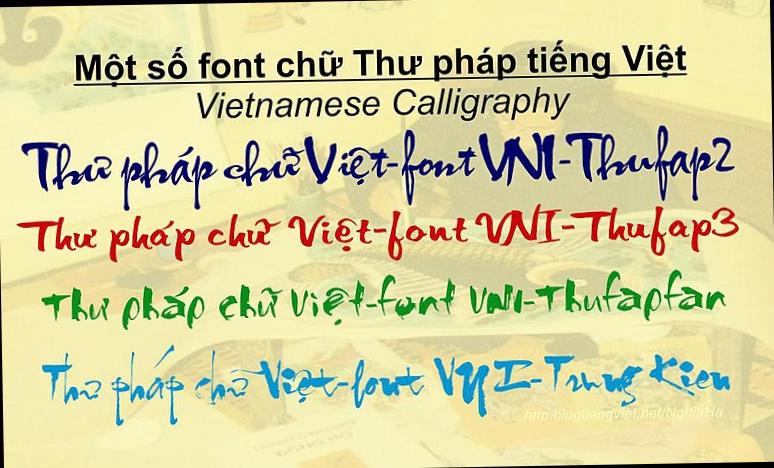 Một số font chữ Thư pháp tiếng Việt
Vietnamese Calligraphy
Thư pháp chữ Việt-font VNI-Thufap2
Thư pháp chữ Việt-font VNI-Thufap3
Thư pháp chữ Việt-font VNI-Thufapfan
Thư pháp chữ Việt-font VNI-Trung Kien
http:blogtiengviet.net/NghiaHa